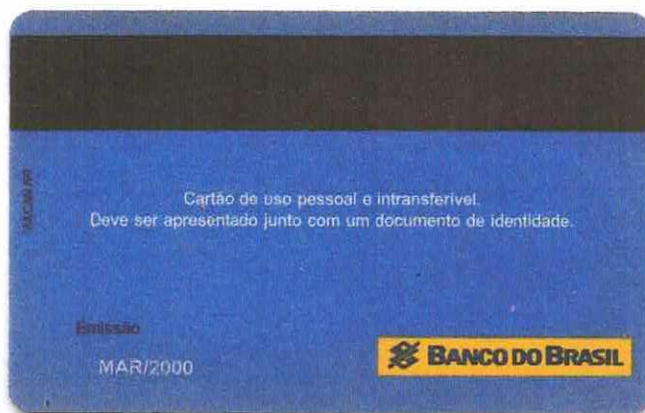 Cartão de uso pessoal e intransferível.
Deve ser apresentado junto com um documento de identidade.
Emissão
MAR/2000
BANCO DO BRASIL